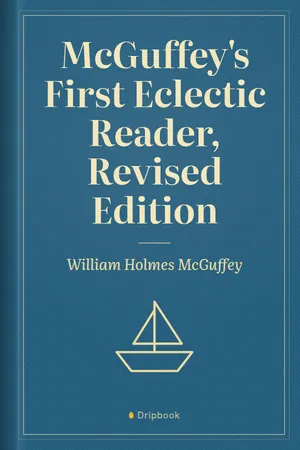 McGuffey's
First Eclectic
Reader,
Revised
Edition
William Holmes McGuffey
Dripbook